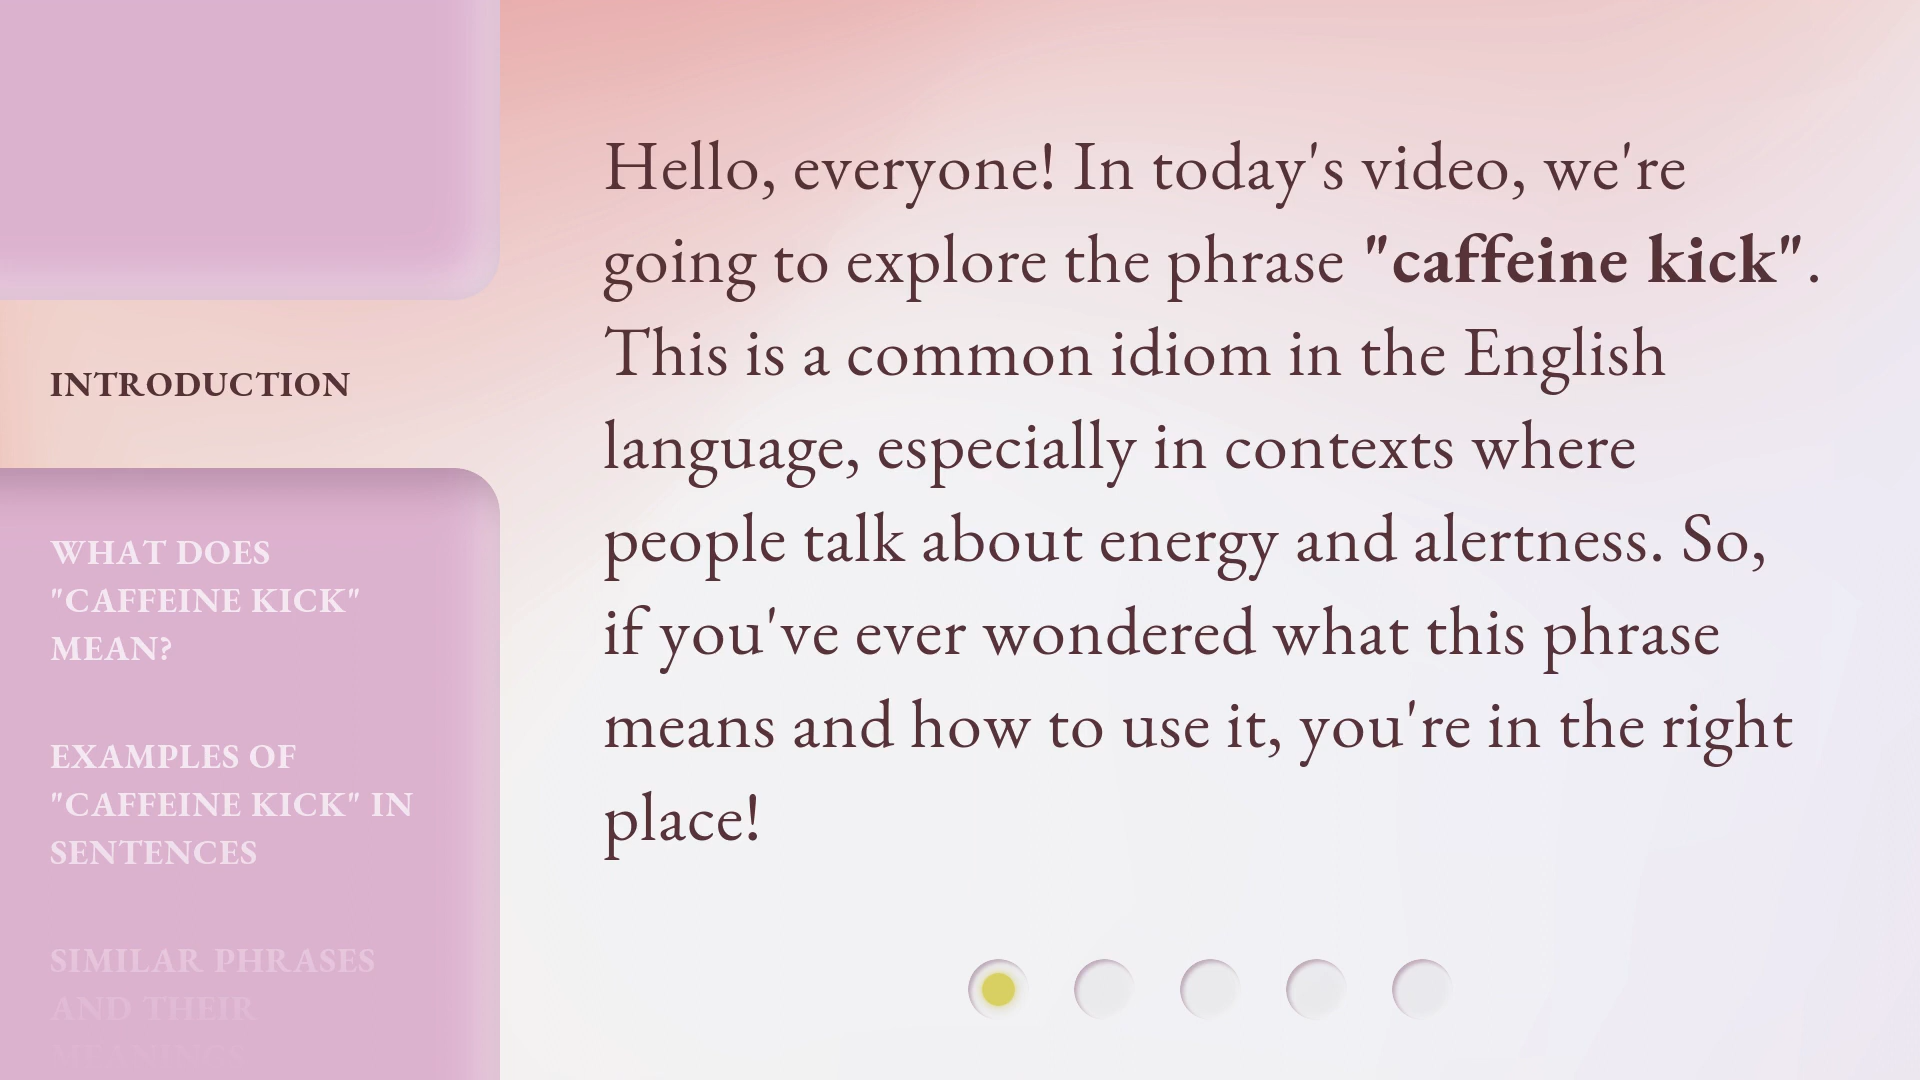 INTRODUCTION
WHAT DOES
"CAFFEINE KICK"
MEAN?
EXAMPLES OF
"CAFFEINE KICK" IN
SENTENCES
SIMILAR PHRASES
AND THEIR
MEANINGS
Hello, everyone! In today's video, we're
going to explore the phrase "caffeine kick".
This is a common idiom in the English
language, especially in contexts where
people talk about energy and alertness. So,
if you've ever wondered what this phrase
means and how to use it, you're in the right
place!